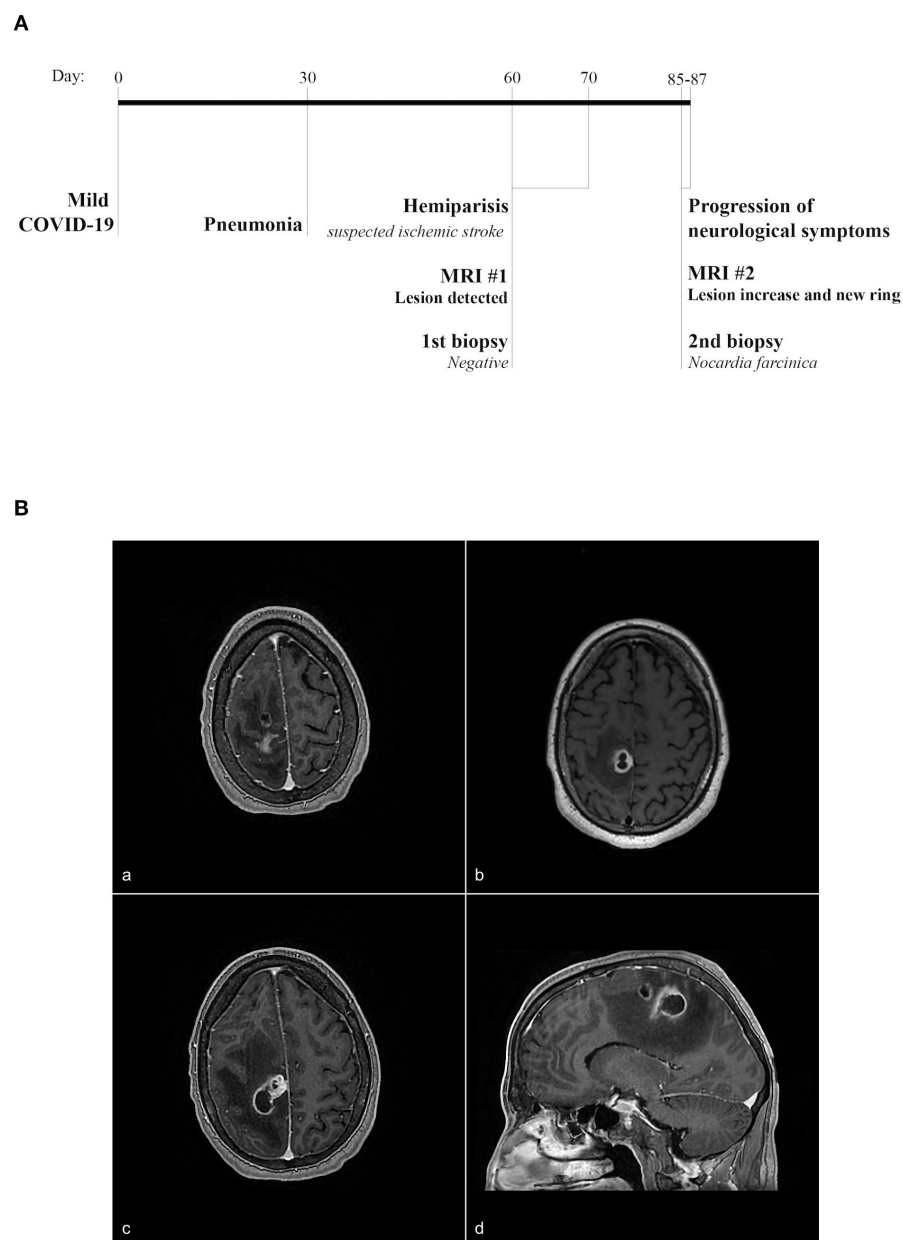 A
Day: 0 30 60 70 85-87
Mild
COVID-19
Pneumonia
Hemiparisis
suspected ischemic stroke
MRI #1
Lesion detected
1st biopsy
Negative
Progression of
neurological symptoms
MRI #2
Lesion increase and new ring
2nd biopsy
Nocardia farcinica
B
a
b
c
d